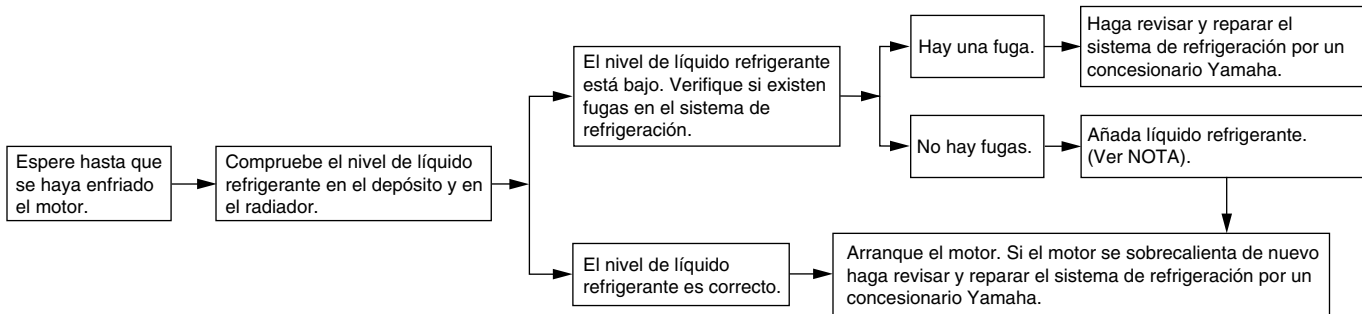 Espere hasta que
se haya enfriado
el motor.
Compruebe el nivel de líquido
refrigerante en el depósito y en
el radiador.
El nivel de líquido refrigerante
está bajo. Verifique si existen
fugas en el sistema de
refrigeración.
Hay una fuga.
Haga revisar y reparar el
sistema de refrigeración por un
concesionario Yamaha.
No hay fugas.
Añada líquido refrigerante.
(Ver NOTA).
El nivel de líquido
refrigerante es correcto.
Arranque el motor. Si el motor se sobrecalienta de nuevo
haga revisar y reparar el sistema de refrigeración por un
concesionario Yamaha.